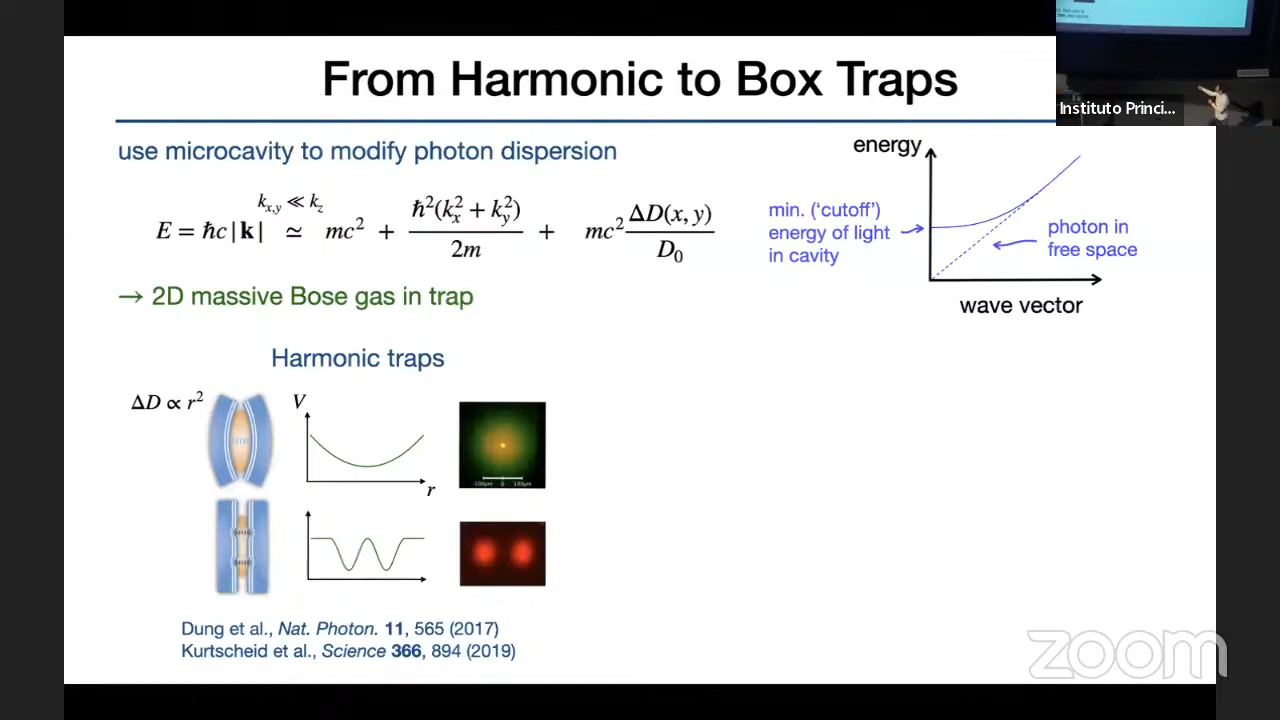 From Harmonic to Box Traps
Instituto Princi...
use microcavity to modify photon dispersion
k_{x,y} ≪ k_z
E = ħc|k| ≃ mc² + ħ²(k_x² + k_y²)/2m + mc² ΔD(x, y)/D₀
→ 2D massive Bose gas in trap
energy
min. (‘cutoff’)
energy of light
in cavity
photon in
free space
wave vector
Harmonic traps
ΔD ∝ r²
V
r
Dung et al., Nat. Photon. 11, 565 (2017)
Kurtscheid et al., Science 366, 894 (2019)
zoom